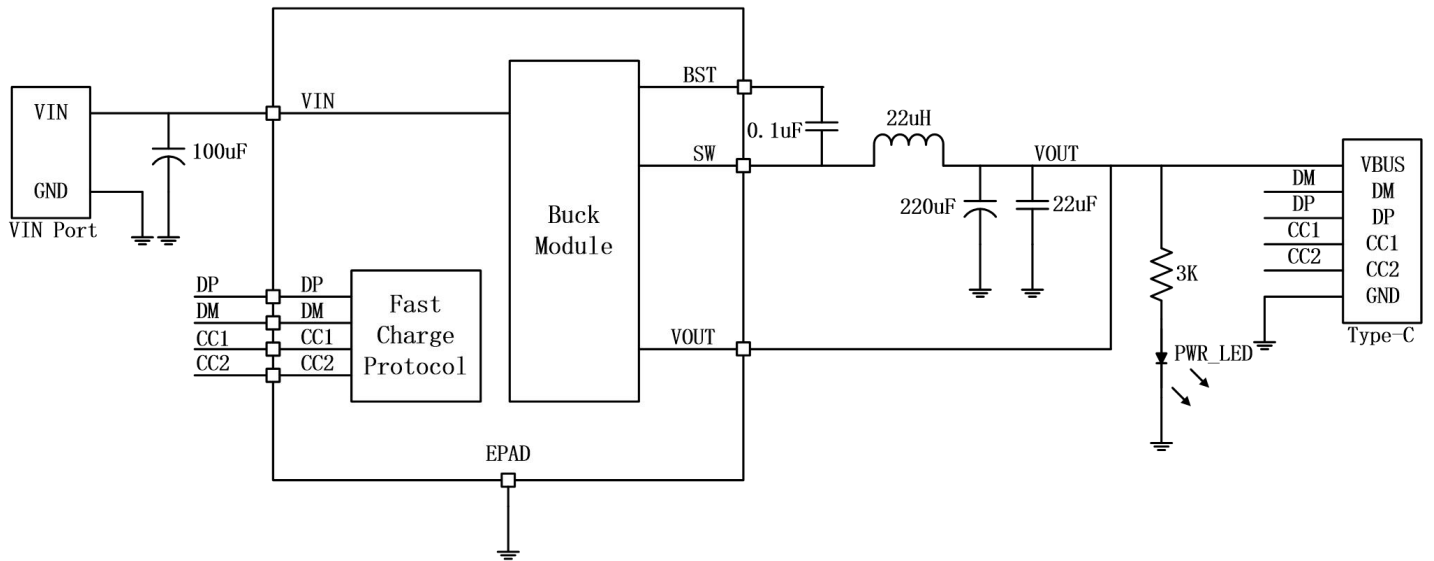 VIN
GND
VIN Port
100uF
VIN
DP
DM
CC1
CC2
DP
DM
CC1
CC2
Fast
Charge
Protocol
Buck
Module
BST
SW
VOUT
EPAD
0.1uF
22uH
VOUT
220uF
22uF
3K
PWR_LED
DM
DP
CC1
CC2
VBUS
DM
DP
CC1
CC2
GND
Type-C